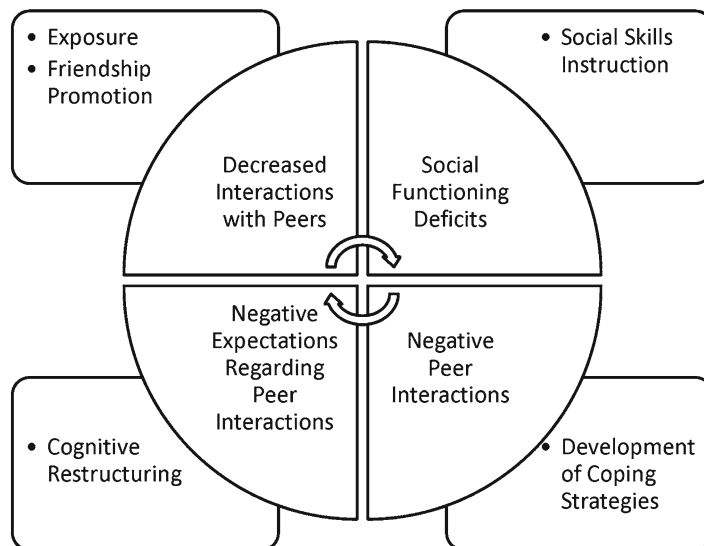 • Exposure
• Friendship
Promotion
• Social Skills
Instruction
Decreased
Interactions
with Peers
Social
Functioning
Deficits
Negative
Expectations
Regarding
Peer
Interactions
Negative
Peer
Interactions
• Cognitive
Restructuring
• Development
of Coping
Strategies